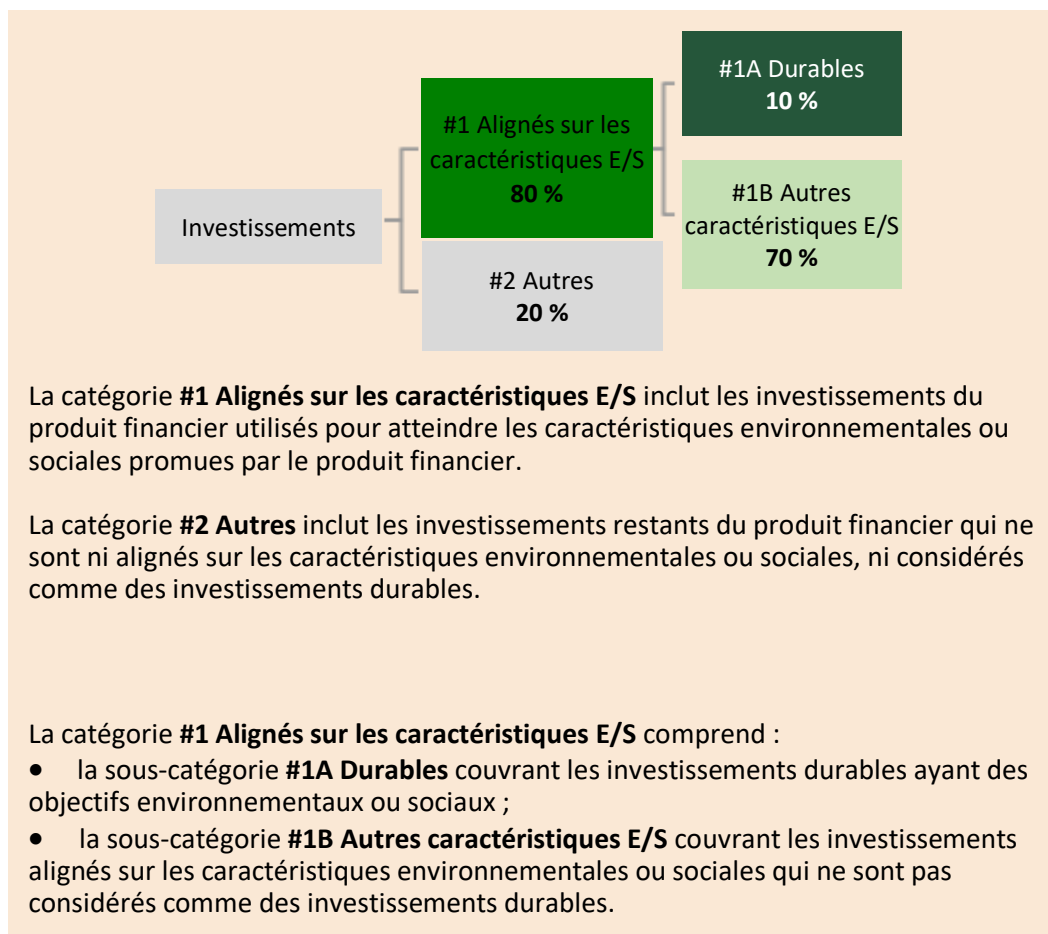 #1A Durables
10 %
#1 Alignés sur les
caractéristiques E/S
80 %
#1B Autres
caractéristiques E/S
70 %
Investissements
#2 Autres
20 %
La catégorie #1 Alignés sur les caractéristiques E/S inclut les investissements du
produit financier utilisés pour atteindre les caractéristiques environnementales ou
sociales promues par le produit financier.
La catégorie #2 Autres inclut les investissements restants du produit financier qui ne
sont ni alignés sur les caractéristiques environnementales ou sociales, ni considérés
comme des investissements durables.
La catégorie #1 Alignés sur les caractéristiques E/S comprend :
● la sous-catégorie #1A Durables couvrant les investissements durables ayant des
objectifs environnementaux ou sociaux ;
● la sous-catégorie #1B Autres caractéristiques E/S couvrant les investissements
alignés sur les caractéristiques environnementales ou sociales qui ne sont pas
considérés comme des investissements durables.